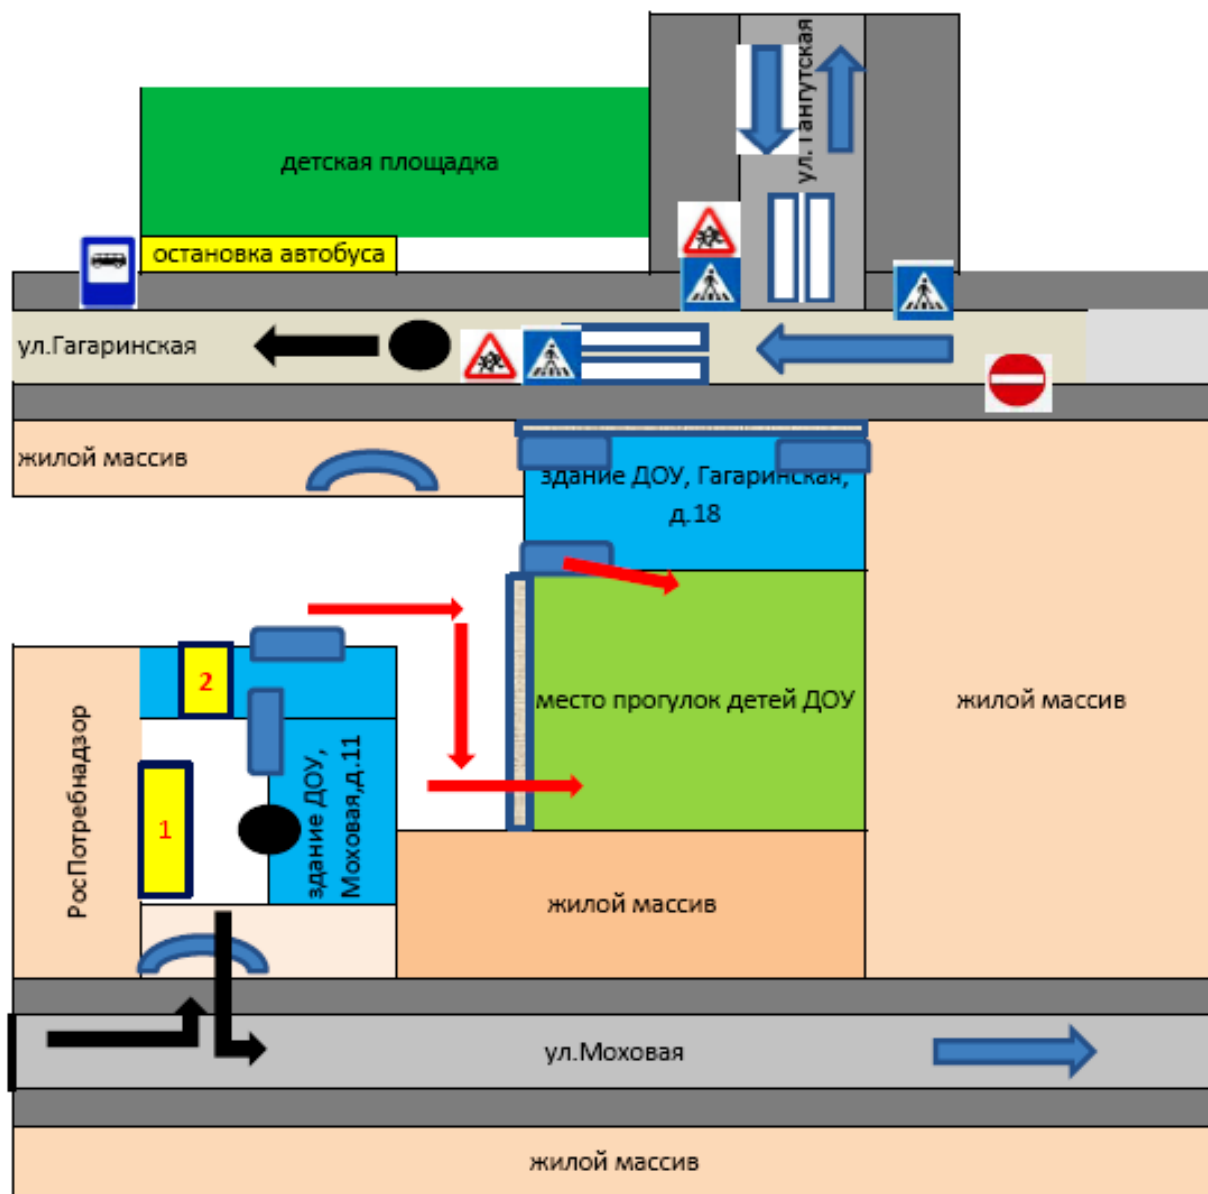 ул. Гангутская
детская площадка
остановка автобуса
ул.Гагаринская
жилой массив
здание ДОУ, Гагаринская,
д.18
2
место прогулок детей ДОУ
жилой массив
РосПотребнадзор
1
здание ДОУ,
Моховая,д.11
жилой массив
ул.Моховая
жилой массив